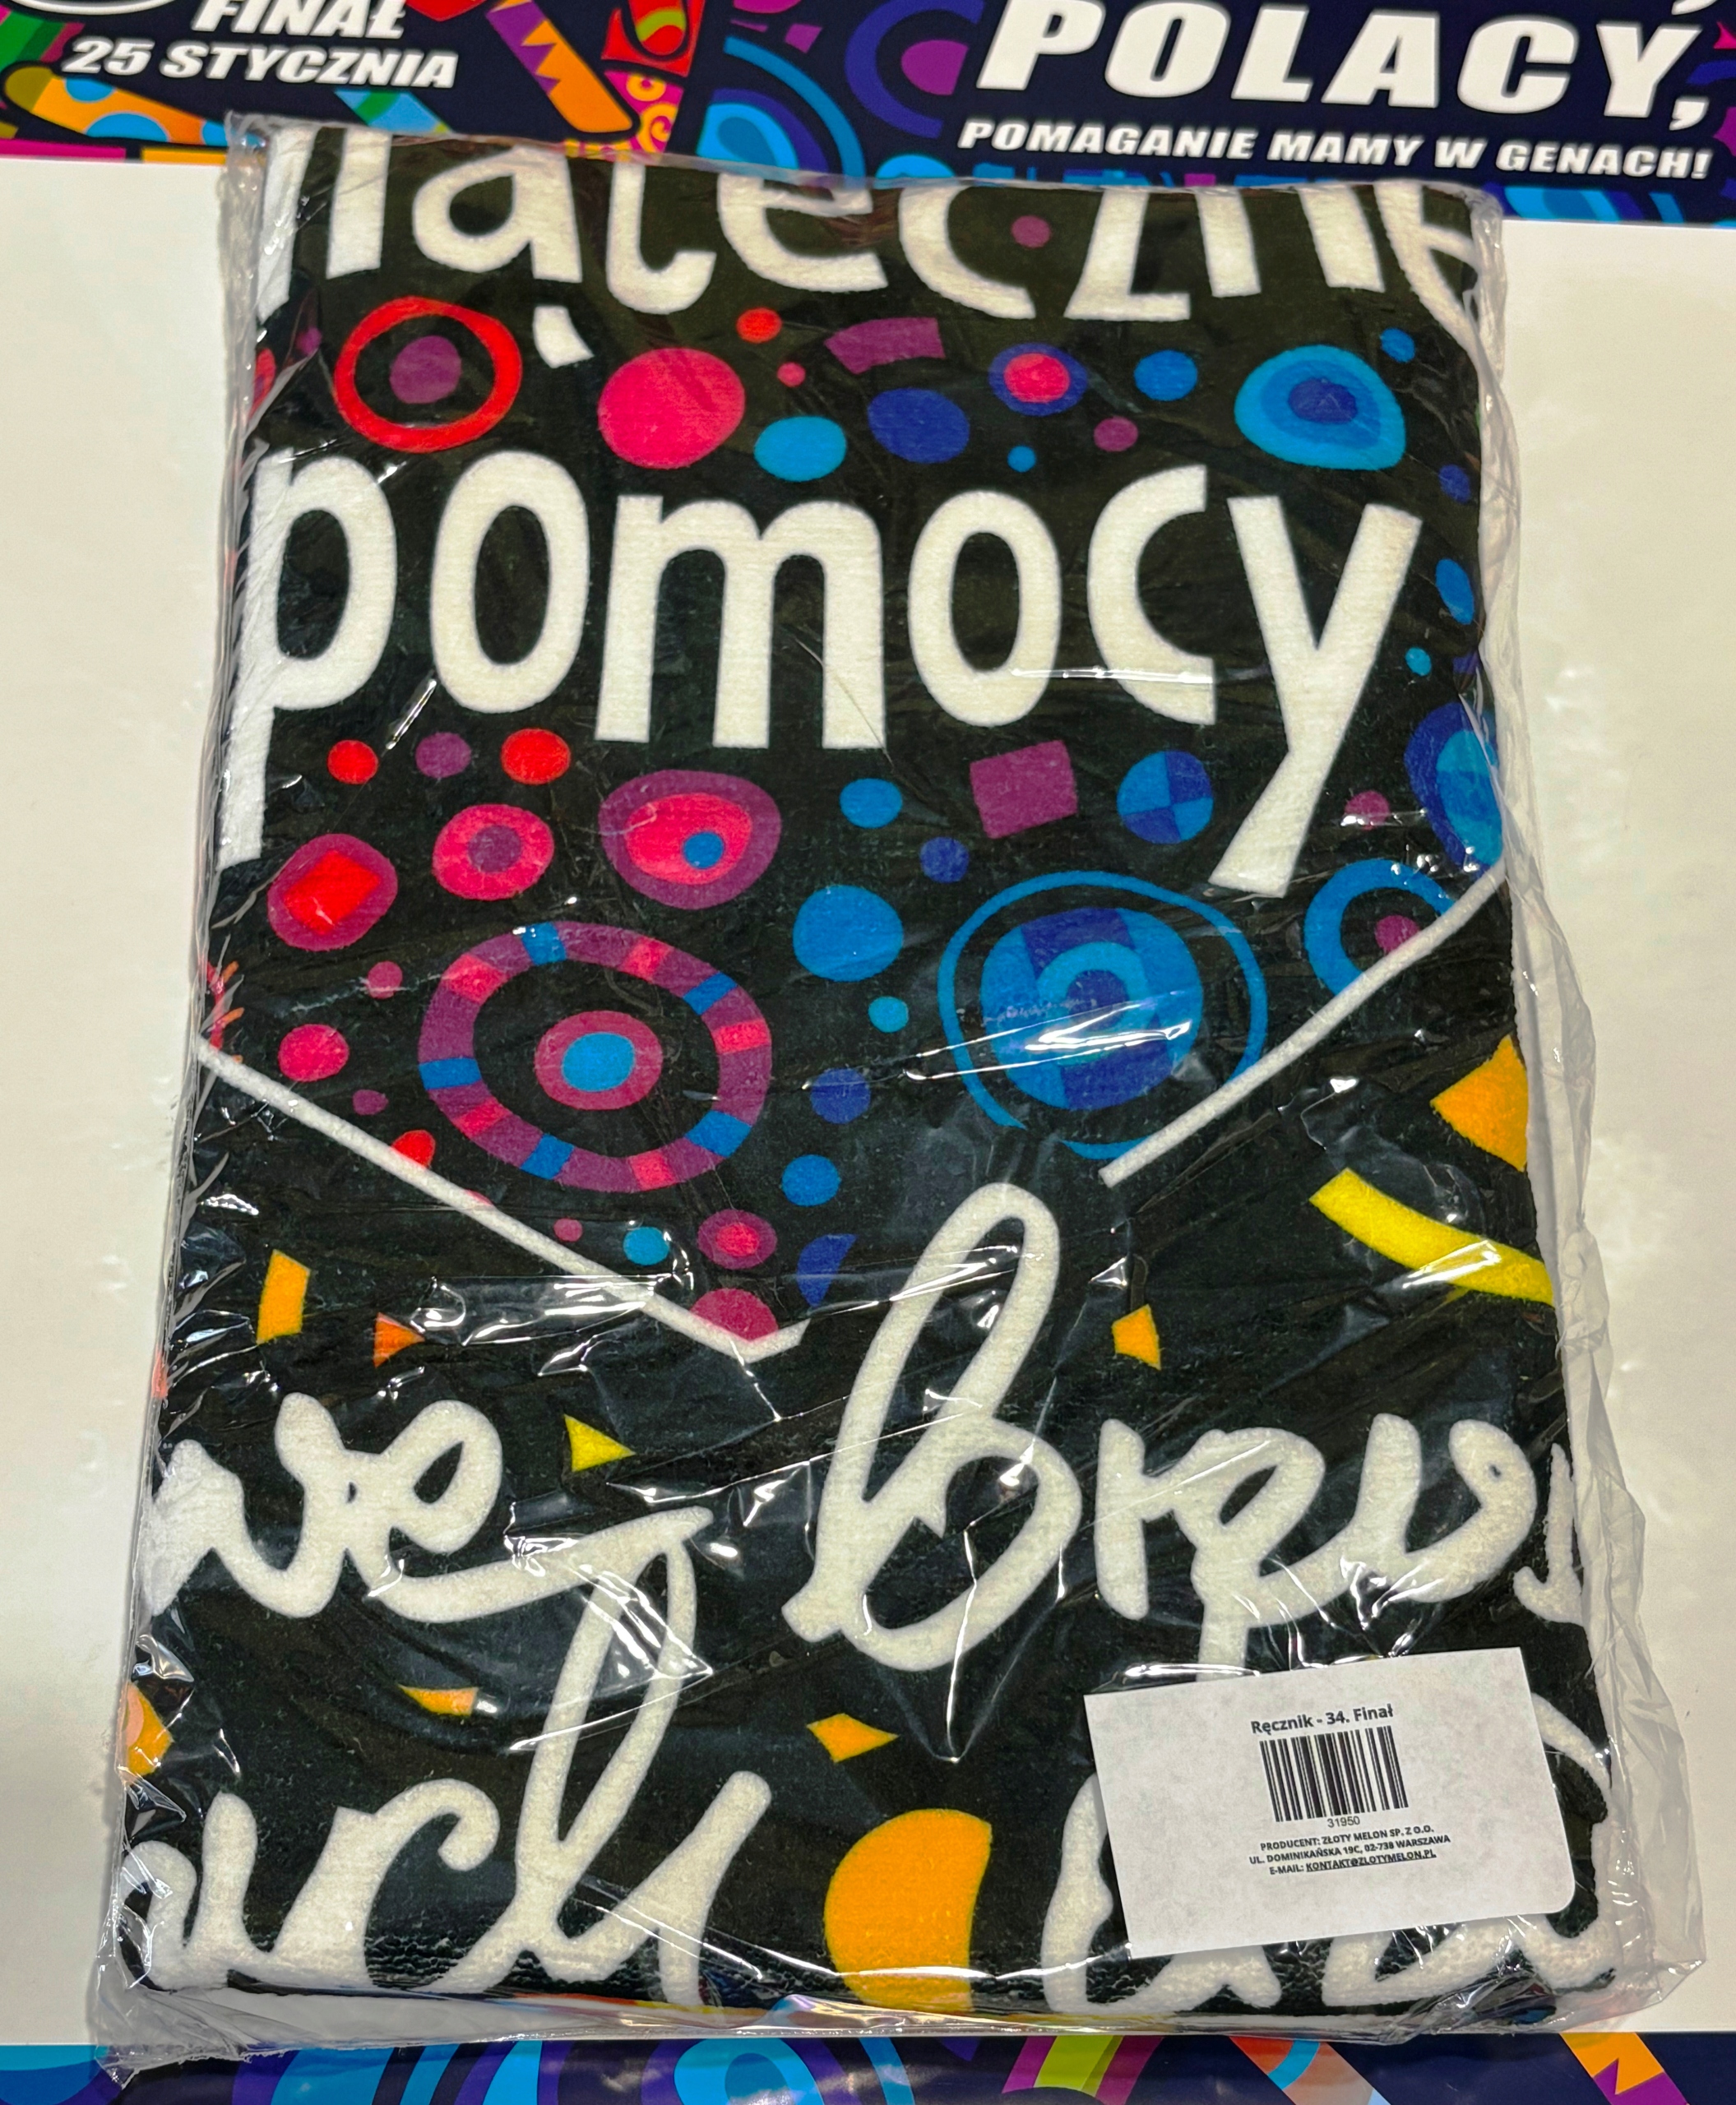 FINAŁ
25 STYCZNIA
POLACY,
POMAGANIE MAMY W GENACH!
pomocy
Ręcznik - 34. Finał
31950
PRODUCENT: ZŁOTY MELON SP. Z O.O.
UL. DOMINIKAŃSKA 19C, 02-738 WARSZAWA
E-MAIL: KONTAKT@ZLOTYMELON.PL